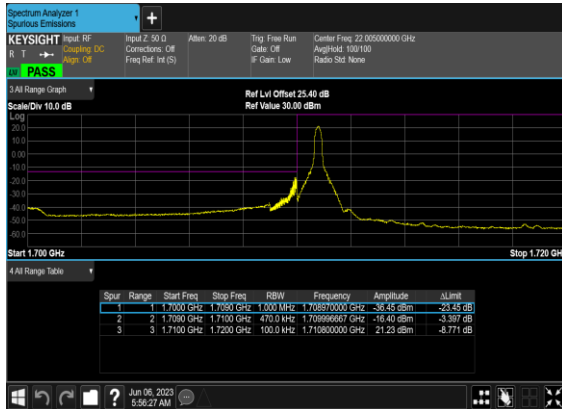 Spectrum Analyzer 1
Spurious Emissions
+
KEYSIGHT Input: RF Input Z: 50 Ω Atten: 20 dB Trig: Free Run Center Freq: 22.005000000 GHz
R T Coupling: DC Corrections: Off Gate: Off Avg|Hold: 100/100
Align: Off Freq Ref: Int (S) IF Gain: Low Radio Std: None
LXI PASS
3 All Range Graph
Ref Lvl Offset 25.40 dB
Scale/Div 10.0 dB Ref Value 30.00 dBm
Log
20.0
10.0
0.00
-10.0
-20.0
-30.0
-40.0
-50.0
-60.0
Start 1.700 GHz Stop 1.720 GH
4 All Range Table
Spur Range Start Freq Stop Freq RBW Frequency Amplitude ΔLimit
1 1 1.7000 GHz 1.7090 GHz 1.000 MHz 1.708970000 GHz -36.45 dBm -23.45 dB
2 2 1.7090 GHz 1.7100 GHz 470.0 kHz 1.709996667 GHz -16.40 dBm -3.397 dB
3 3 1.7100 GHz 1.7200 GHz 100.0 kHz 1.710800000 GHz 21.23 dBm -8.771 dB
? Jun 06, 2023
5:56:27 AM